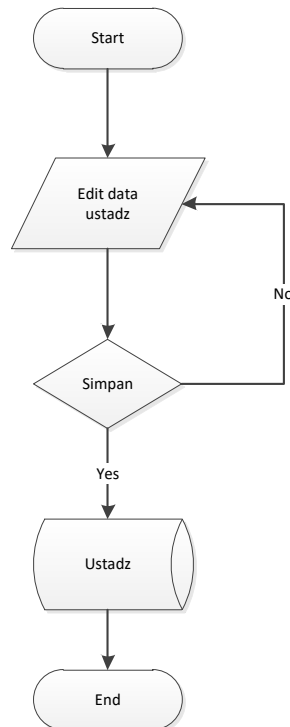 Start
Edit data
ustadz
No
Simpan
Yes
Ustadz
End